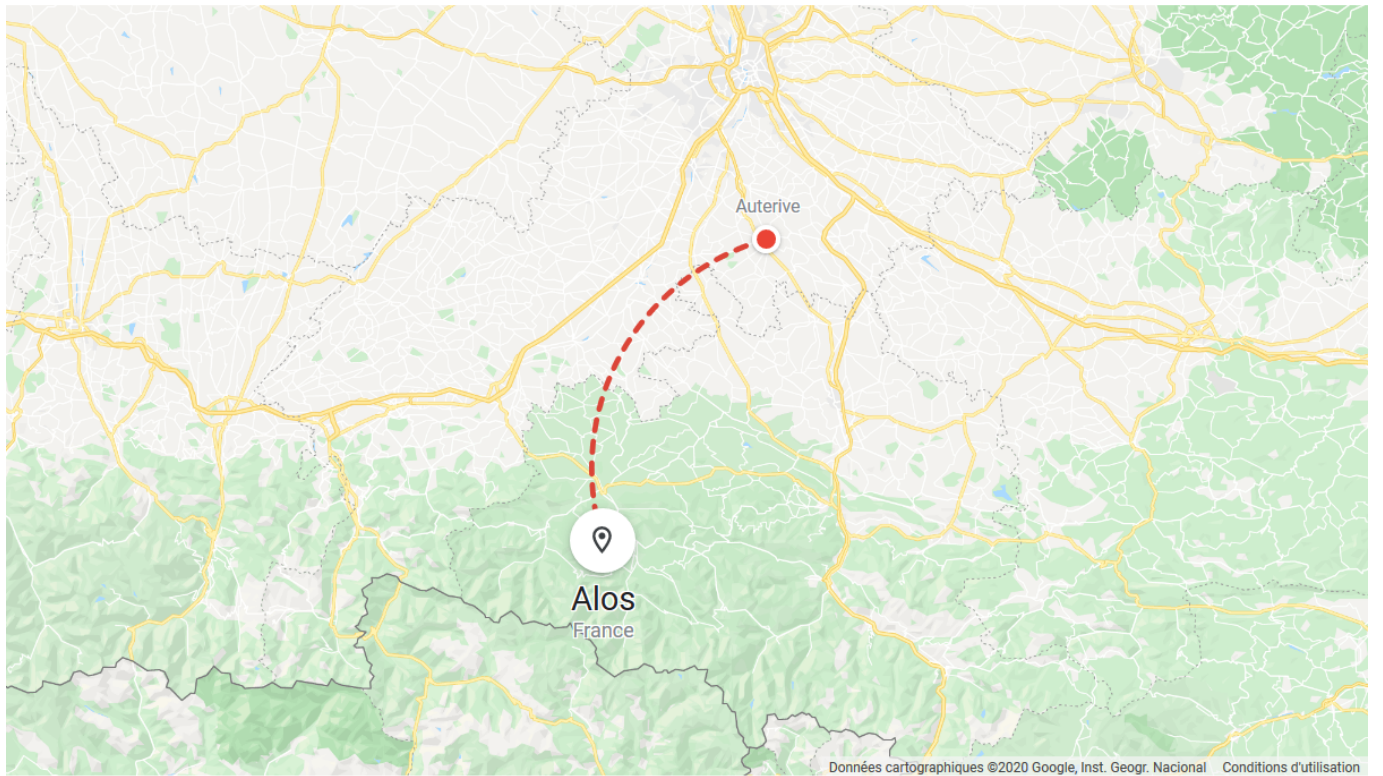 Auterive
Alos
France
Données cartographiques ©2020 Google, Inst. Geogr. Nacional Conditions d'utilisation